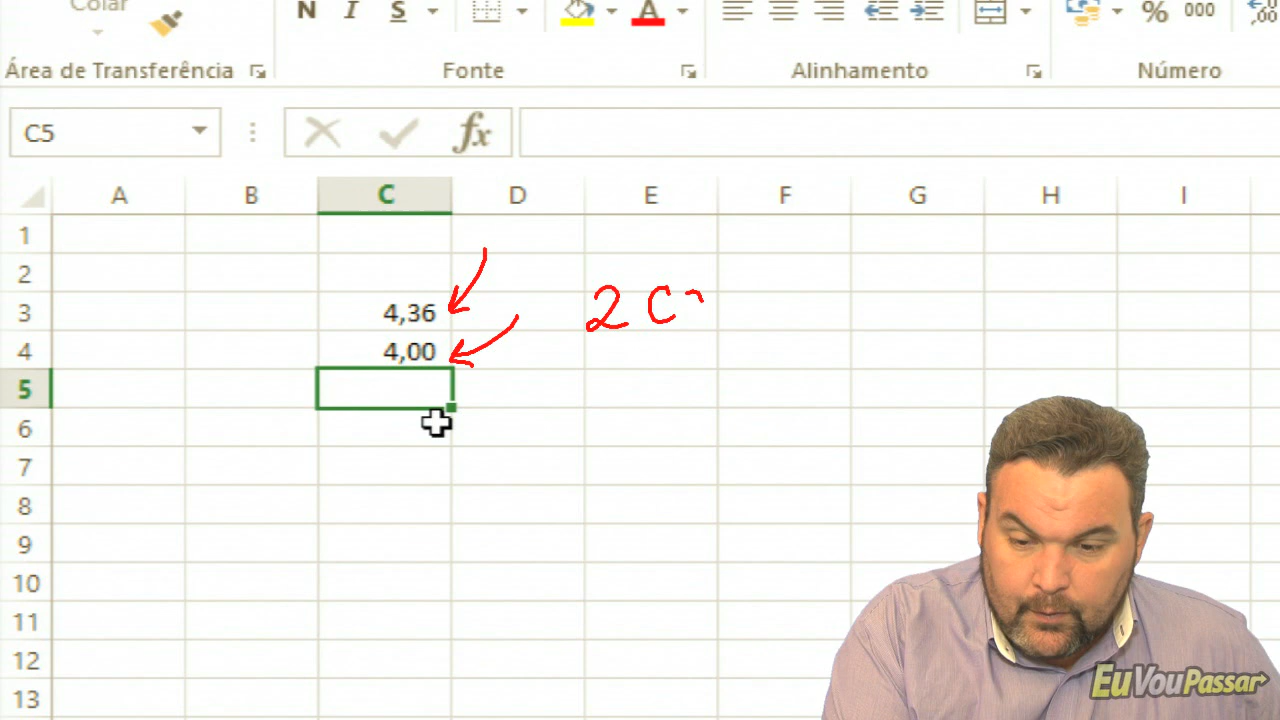 Colar
N I S A % 000
Área de Transferência Fonte Alinhamento Número
C5 fx
A B C D E F G H I
1
2
3 4,36
4 4,00
5
6
7
8
9
10
11
12
13
2 C
EuVouPassar